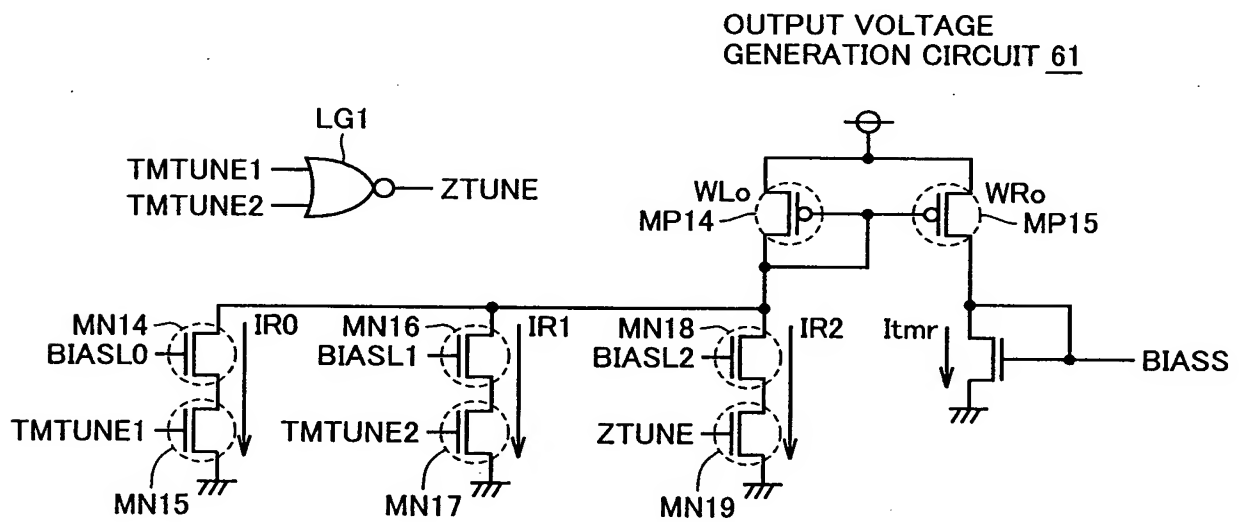 OUTPUT VOLTAGE
GENERATION CIRCUIT 61
LG1
TMTUNE1
TMTUNE2
ZTUNE
WLo
MP14
WRo
MP15
MN14
BIASL0
IR0
TMTUNE1
MN15
MN16
BIASL1
IR1
TMTUNE2
MN17
MN18
BIASL2
IR2
ZTUNE
MN19
Itmr
BIASS